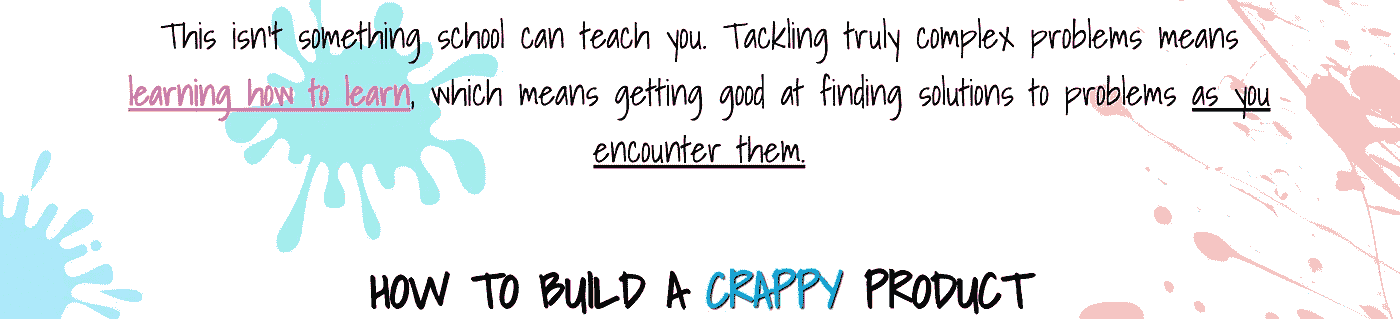 This isn't something school can teach you. Tackling truly complex problems means
learning how to learn, which means getting good at finding solutions to problems as you
encounter them.
HOW TO BUILD A CRAPPY PRODUCT